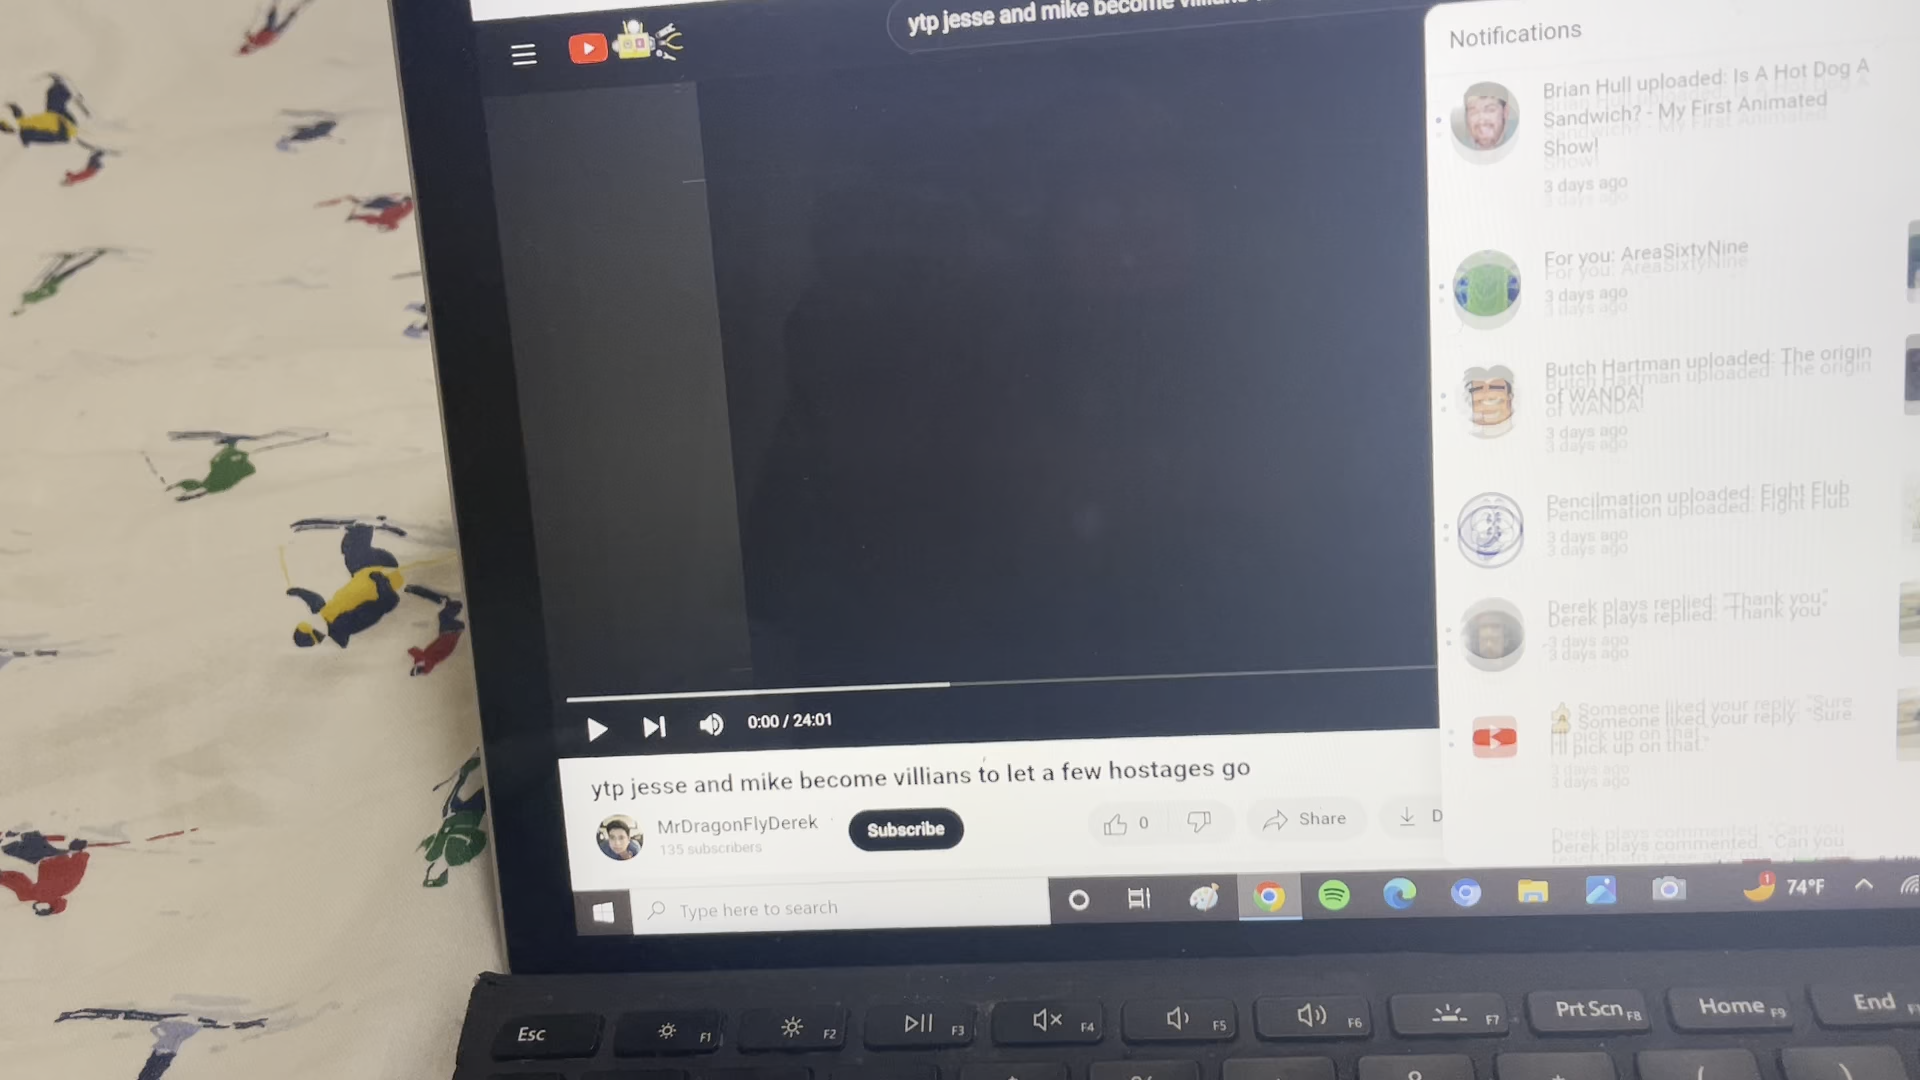 ytp jesse and mike become
Notifications
Brian Hull uploaded: Is A Hot Dog A
Sandwich? - My First Animated
Show!
3 days ago
For you: AreaSixtyNine
3 days ago
Butch Hartman uploaded: The origin
of WANDA!
3 days ago
Pencilmation uploaded: Fight Flub
3 days ago
Derek plays replied: "Thank you"
3 days ago
Someone liked your reply: "Sure
I'll pick up on that."
3 days ago
Derek plays commented: "Can you
0:00 / 24:01
ytp jesse and mike become villians to let a few hostages go
MrDragonFlyDerek
135 subscribers
Subscribe
0
Share
D
Type here to search
1
74°F
Esc
F1
F2
F3
F4
F5
F6
F7
PrtScn F8
Home F9
End